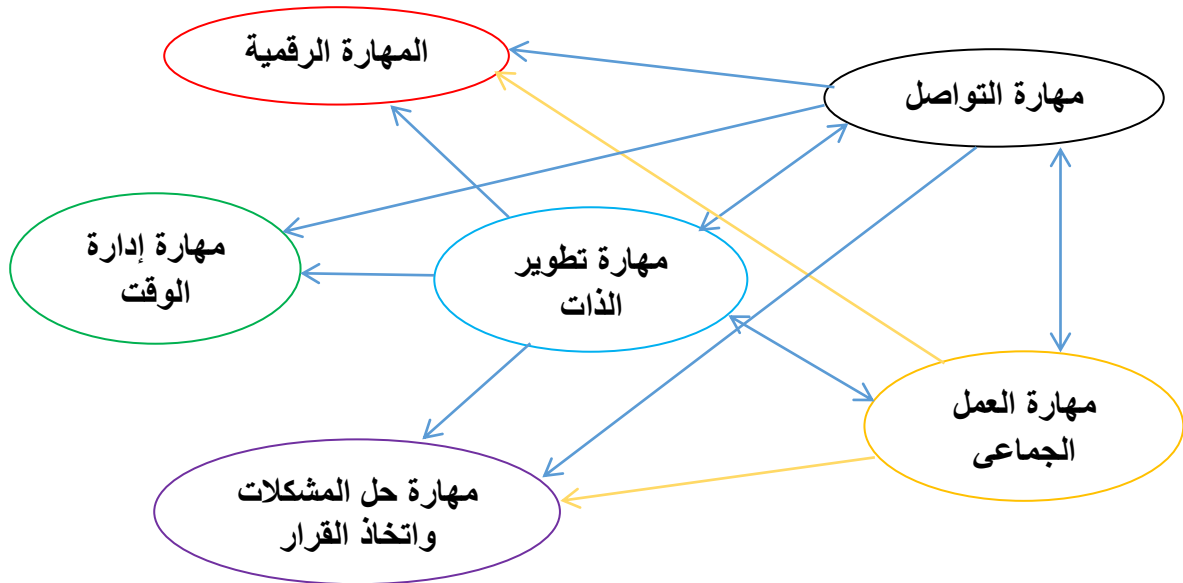 المهارة الرقمية
مهارة التواصل
مهارة إدارة
الوقت
مهارة تطوير
الذات
مهارة العمل
الجماعى
مهارة حل المشكلات
واتخاذ القرار